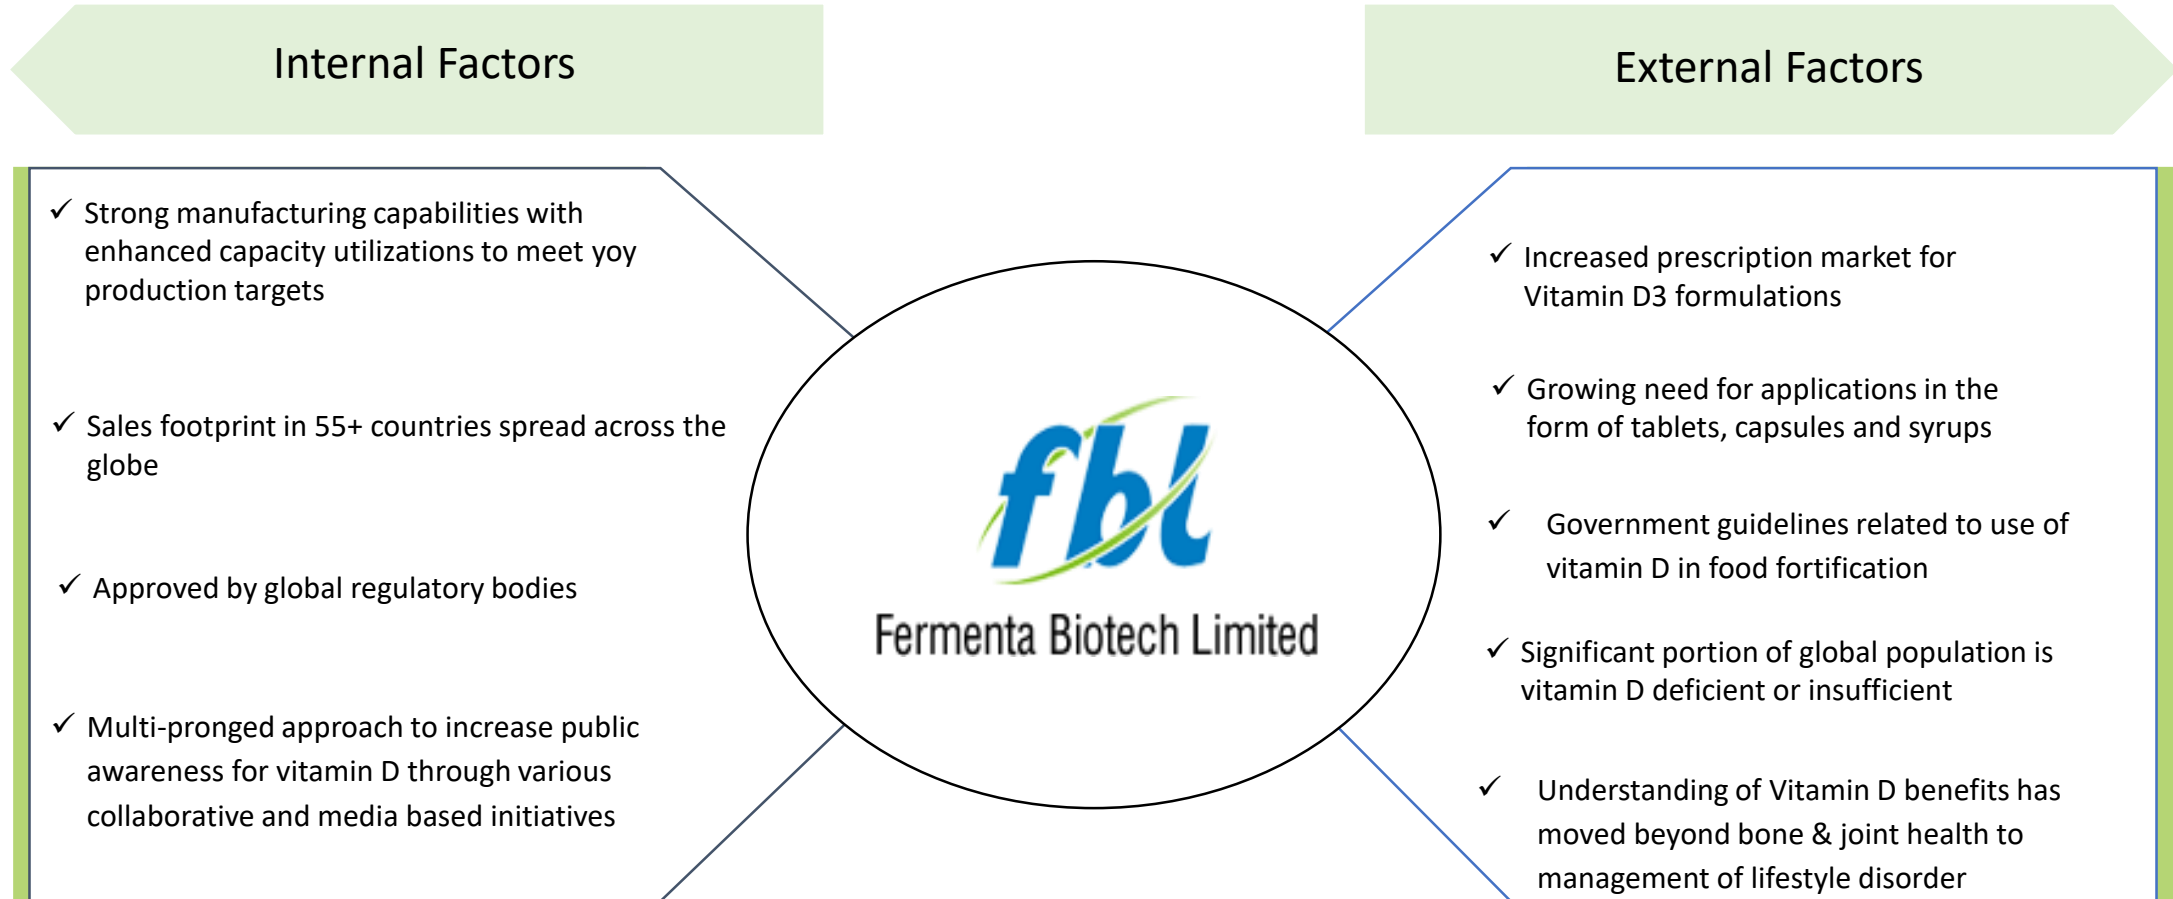 Internal Factors
✓ Strong manufacturing capabilities with
enhanced capacity utilizations to meet yoy
production targets
✓ Sales footprint in 55+ countries spread across the
globe
✓ Approved by global regulatory bodies
✓ Multi-pronged approach to increase public
awareness for vitamin D through various
collaborative and media based initiatives
fbl
Fermenta Biotech Limited
External Factors
✓ Increased prescription market for
Vitamin D3 formulations
✓ Growing need for applications in the
form of tablets, capsules and syrups
✓ Government guidelines related to use of
vitamin D in food fortification
✓ Significant portion of global population is
vitamin D deficient or insufficient
✓ Understanding of Vitamin D benefits has
moved beyond bone & joint health to
management of lifestyle disorder